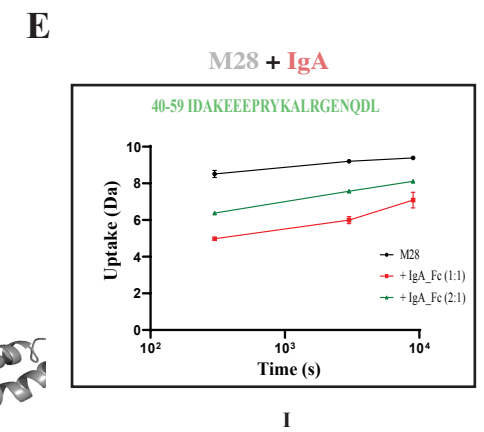 E
M28 + IgA
40-59 IDAKEEEPRYKALRGENQDL
Uptake (Da)
10
8
6
4
2
0
10²
10³
10⁴
Time (s)
M28
+ IgA_Fc (1:1)
+ IgA_Fc (2:1)
I